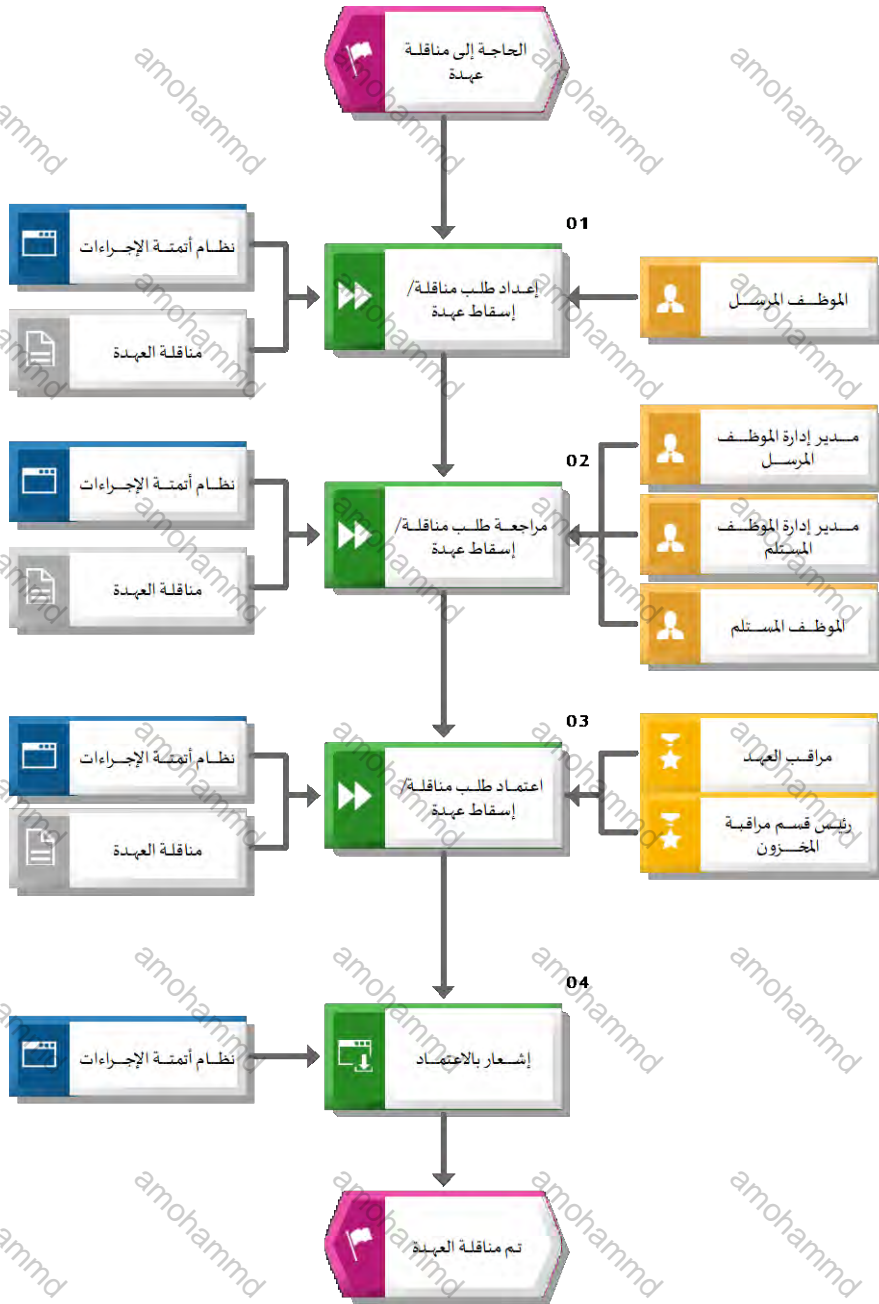 الحاجة إلى مناقلة
عهدة
01
نظام أتمتة الإجراءات
مناقلة العهدة
إعداد طلب مناقلة/
إسقاط عهدة
الموظف المرسل
02
نظام أتمتة الإجراءات
مناقلة العهدة
مراجعة طلب مناقلة/
إسقاط عهدة
مدير إدارة الموظف
المرسل
مدير إدارة الموظف
المستلم
الموظف المستلم
03
نظام أتمتة الإجراءات
مناقلة العهدة
اعتماد طلب مناقلة/
إسقاط عهدة
مراقب العهد
رئيس قسم مراقبة
المخزون
04
نظام أتمتة الإجراءات
إشعار بالاعتماد
تم مناقلة العهدة
amohammd